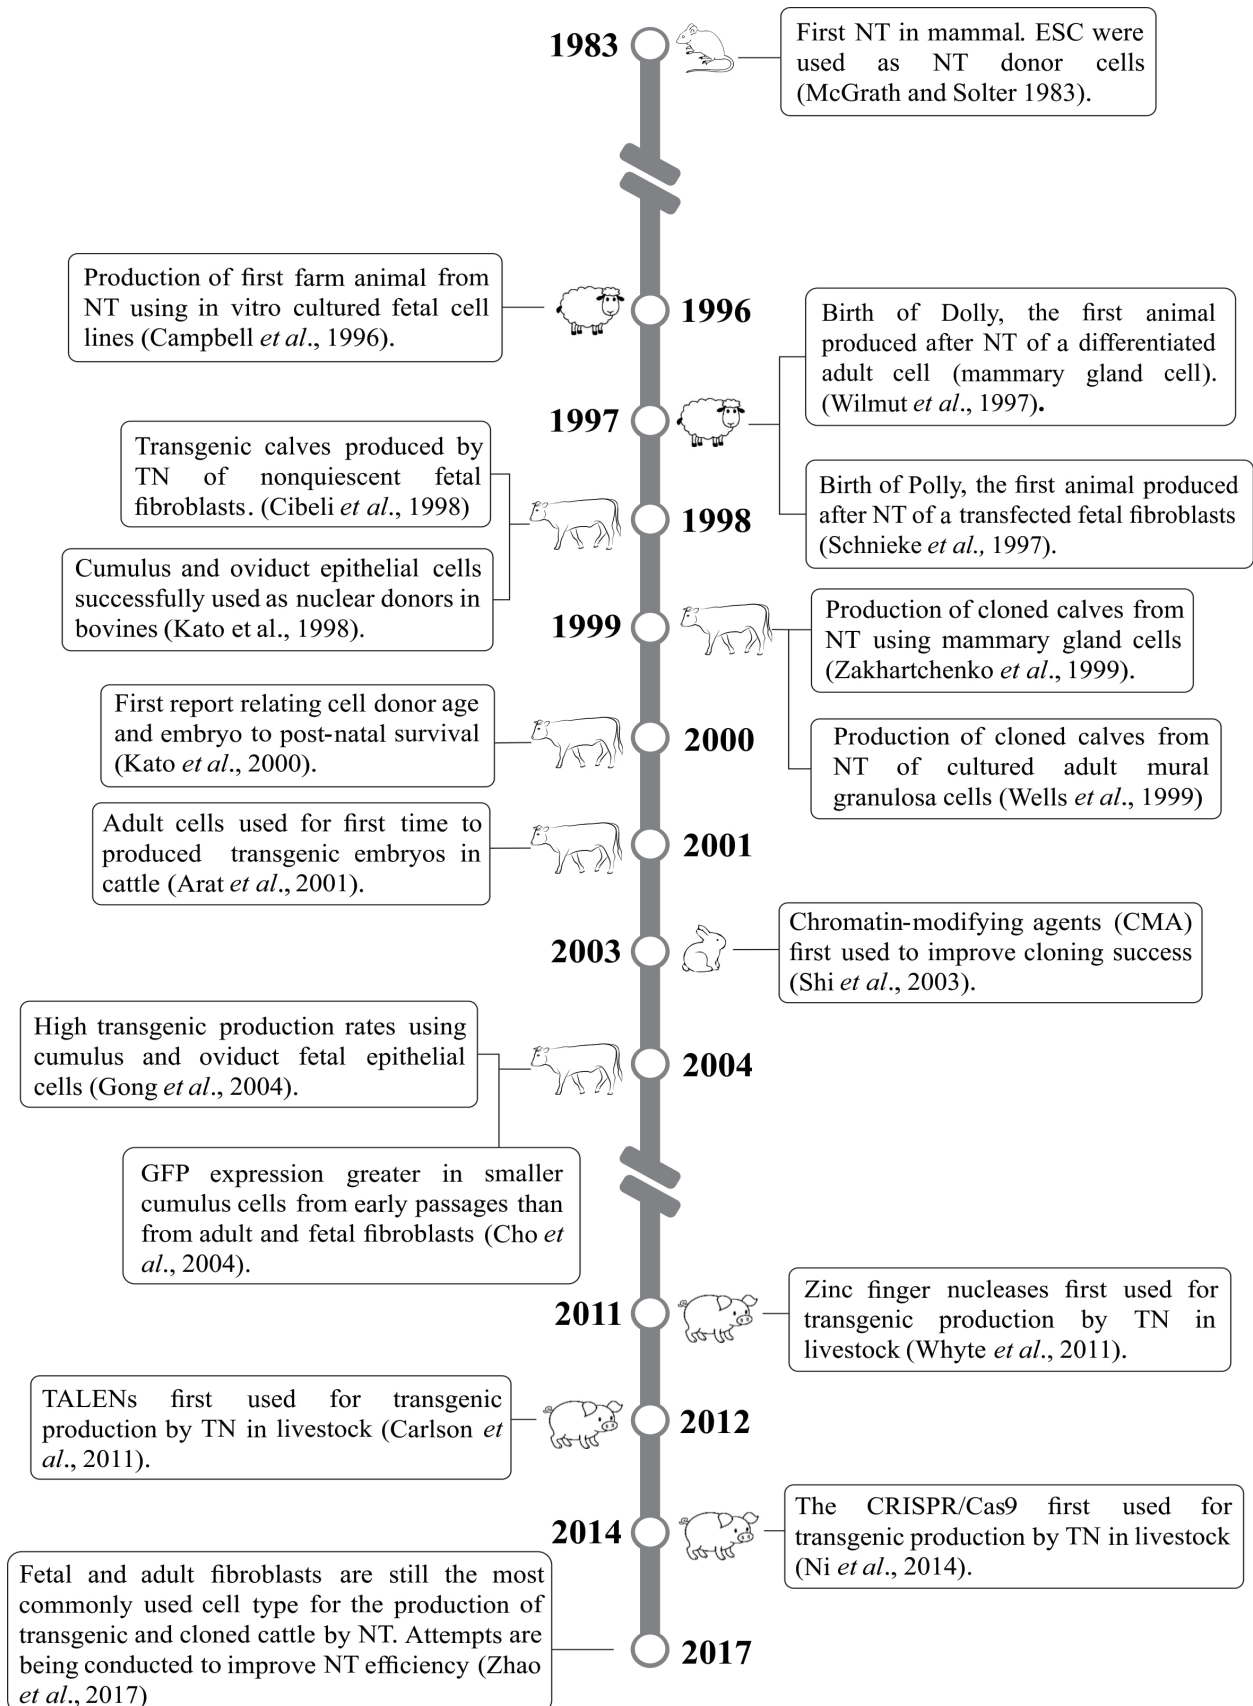 1983
First NT in mammal. ESC were
used as NT donor cells
(McGrath and Solter 1983).
Production of first farm animal from
NT using in vitro cultured fetal cell
lines (Campbell et al., 1996).
1996
Birth of Dolly, the first animal
produced after NT of a differentiated
adult cell (mammary gland cell).
(Wilmut et al., 1997).
1997
Birth of Polly, the first animal produced
after NT of a transfected fetal fibroblasts
(Schnieke et al., 1997).
Transgenic calves produced by
TN of nonquiescent fetal
fibroblasts. (Cibeli et al., 1998)
1998
Cumulus and oviduct epithelial cells
successfully used as nuclear donors in
bovines (Kato et al., 1998).
1999
Production of cloned calves from
NT using mammary gland cells
(Zakhartchenko et al., 1999).
Production of cloned calves from
NT of cultured adult mural
granulosa cells (Wells et al., 1999)
First report relating cell donor age
and embryo to post-natal survival
(Kato et al., 2000).
2000
Adult cells used for first time to
produced transgenic embryos in
cattle (Arat et al., 2001).
2001
2003
Chromatin-modifying agents (CMA)
first used to improve cloning success
(Shi et al., 2003).
High transgenic production rates using
cumulus and oviduct fetal epithelial
cells (Gong et al., 2004).
2004
GFP expression greater in smaller
cumulus cells from early passages than
from adult and fetal fibroblasts (Cho et
al., 2004).
2011
Zinc finger nucleases first used for
transgenic production by TN in
livestock (Whyte et al., 2011).
TALENs first used for transgenic
production by TN in livestock (Carlson et
al., 2011).
2012
2014
The CRISPR/Cas9 first used for
transgenic production by TN in livestock
(Ni et al., 2014).
Fetal and adult fibroblasts are still the most
commonly used cell type for the production of
transgenic and cloned cattle by NT. Attempts are
being conducted to improve NT efficiency (Zhao
et al., 2017)
2017